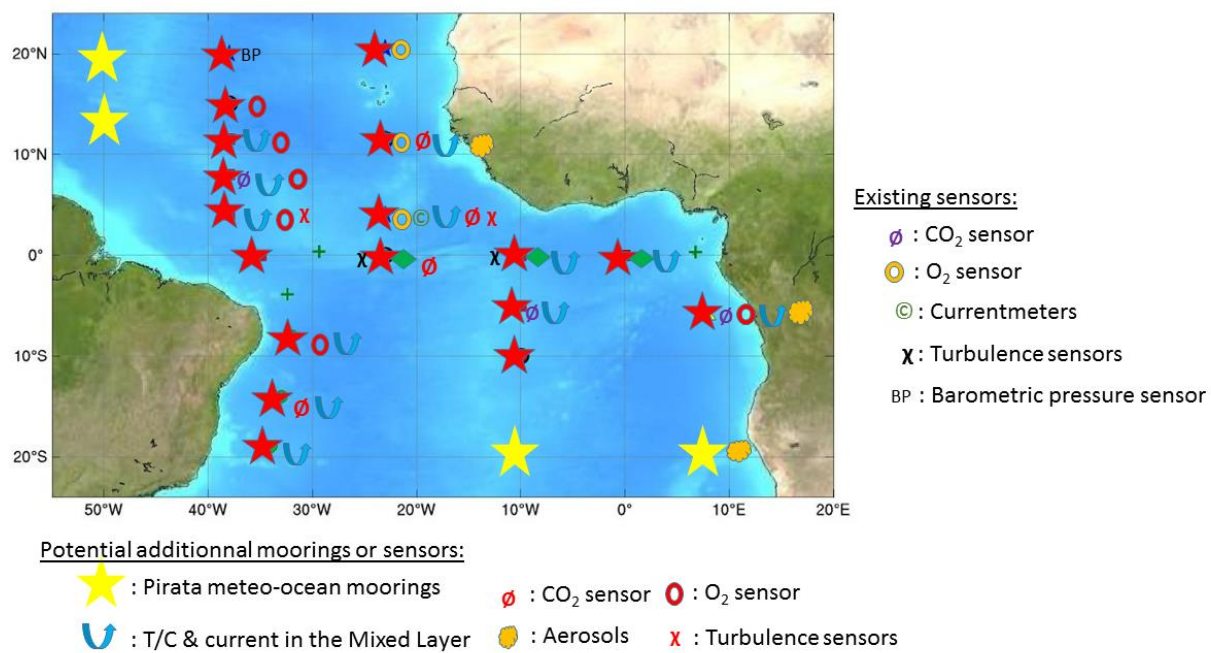 20°N
BP
10°N
Ø
Ø
© Ø χ
χ
0°
χ
χ
Ø
Ø
Ø
10°S
Ø
20°S
50°W 40°W 30°W 20°W 10°W 0° 10°E 20°E
Existing sensors:
Ø : CO₂ sensor
: O₂ sensor
© : Currentmeters
χ : Turbulence sensors
BP : Barometric pressure sensor
Potential additionnal moorings or sensors:
: Pirata meteo-ocean moorings
Ø : CO₂ sensor
: O₂ sensor
: T/C & current in the Mixed Layer
: Aerosols
χ : Turbulence sensors